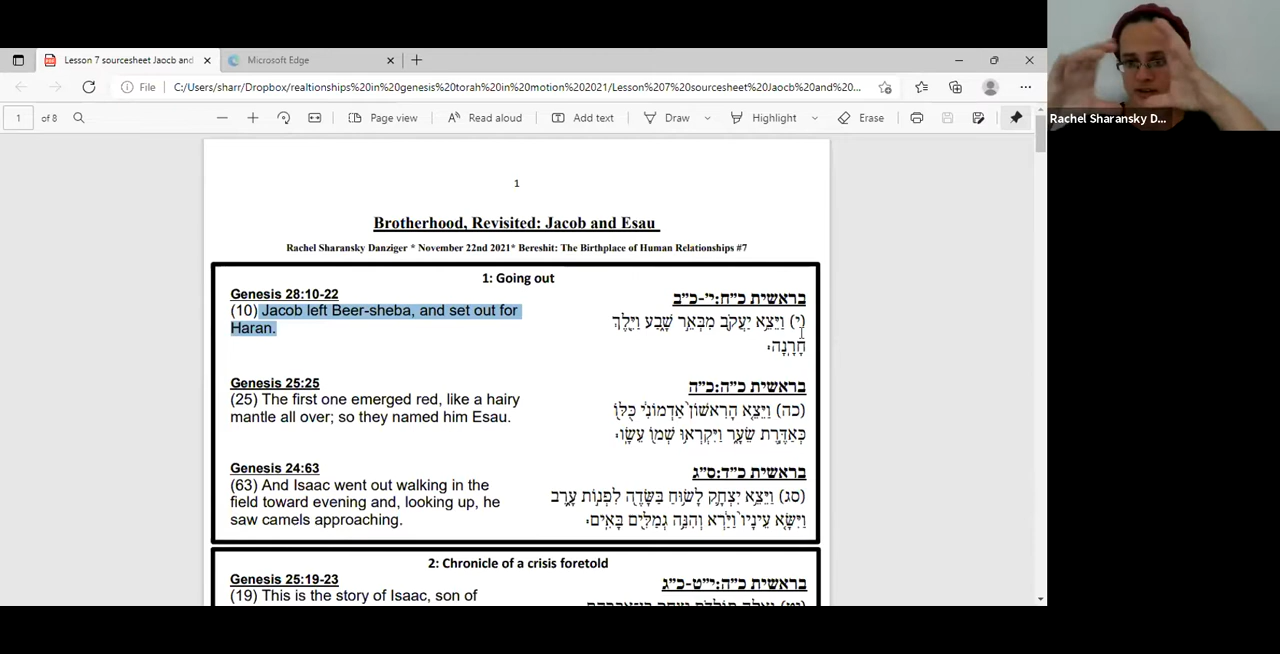 Lesson 7 sourcesheet Jaocb and
Microsoft Edge
File
C:/Users/sharr/Dropbox/realtionships%20in%20genesis%20torah%20in%20motion%202021/Lesson%207%20sourcesheet%20Jaocb%20and%20...
1 of 8
Page view
Read aloud
Add text
Draw
Highlight
Erase
Rachel Sharansky D...
1
Brotherhood, Revisited: Jacob and Esau
Rachel Sharansky Danziger * November 22nd 2021* Bereshit: The Birthplace of Human Relationships #7
1: Going out
Genesis 28:10-22
(10) Jacob left Beer-sheba, and set out for
Haran.
בראשית כ״ח:י׳-כ״ב
(י) וַיֵּצֵ֥א יַעֲקֹ֖ב מִבְּאֵ֣ר שָׁ֑בַע וַיֵּ֖לֶךְ
חָרָֽנָה׃
Genesis 25:25
(25) The first one emerged red, like a hairy
mantle all over; so they named him Esau.
בראשית כ״ה:כ״ה
(כה) וַיֵּצֵ֤א הָרִאשׁוֹן֙ אַדְמוֹנִ֔י כֻּלּ֖וֹ
כְּאַדֶּ֣רֶת שֵׂעָ֑ר וַיִּקְרְא֥וּ שְׁמ֖וֹ עֵשָֽׂו׃
Genesis 24:63
(63) And Isaac went out walking in the
field toward evening and, looking up, he
saw camels approaching.
בראשית כ״ד:ס״ג
(סג) וַיֵּצֵ֥א יִצְחָ֛ק לָשׂ֥וּחַ בַּשָּׂדֶ֖ה לִפְנ֣וֹת עָ֑רֶב
וַיִּשָּׂ֤א עֵינָיו֙ וַיַּ֔רְא וְהִנֵּ֥ה גְמַלִּ֖ים בָּאִֽים׃
2: Chronicle of a crisis foretold
Genesis 25:19-23
(19) This is the story of Isaac, son of
בראשית כ״ה:י״ט-כ״ג